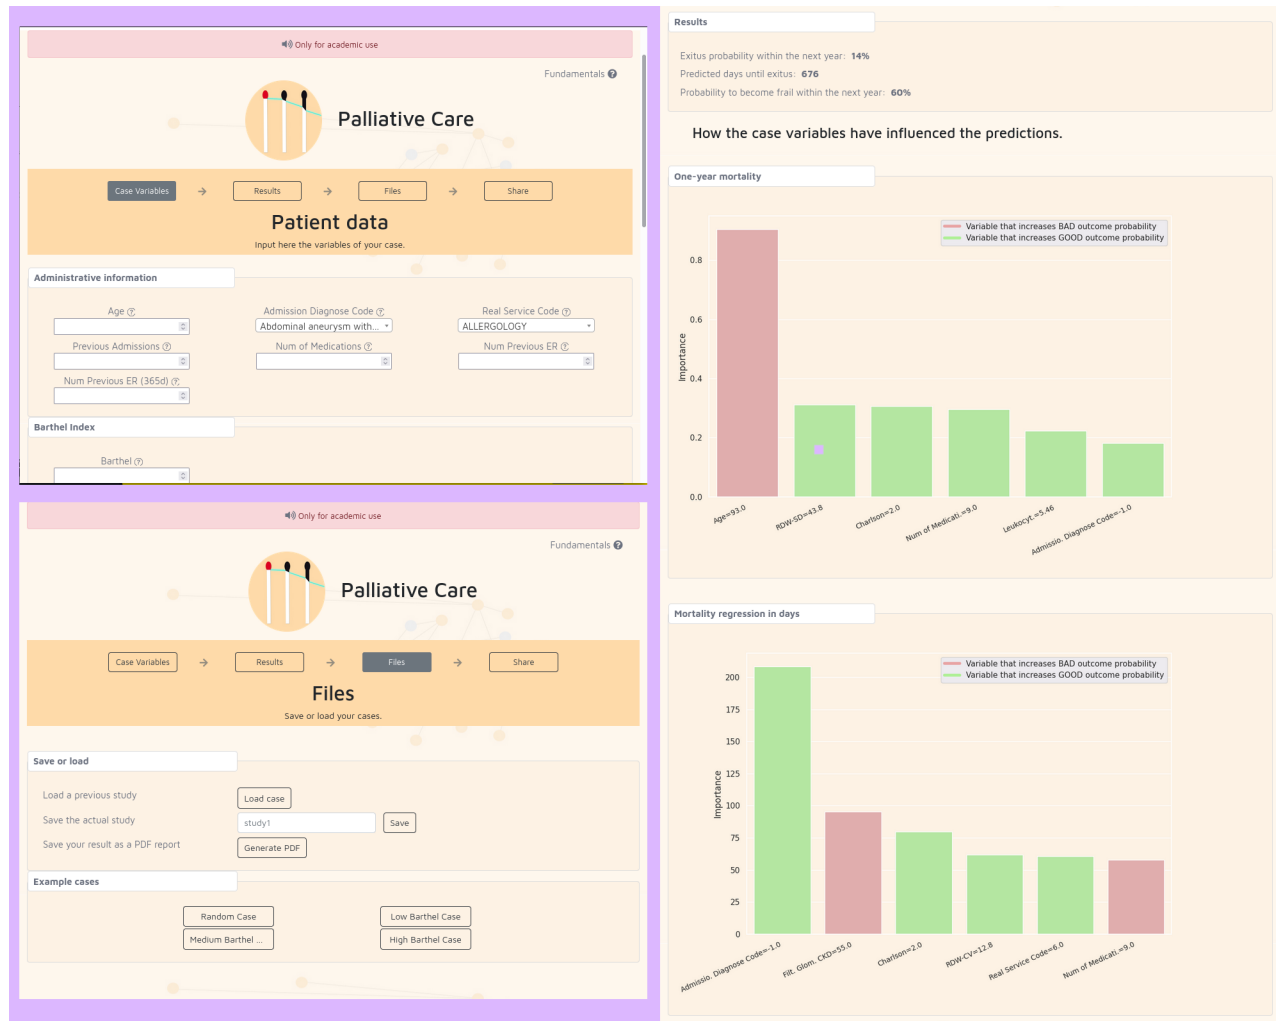 Only for academic use
Fundamentals
Palliative Care
Case Variables
Results
Files
Share
Patient data
Input here the variables of your case.
Administrative information
Age
Admission Diagnose Code
Real Service Code
Abdominal aneurysm with...
ALLERGOLOGY
Previous Admissions
Num of Medications
Num Previous ER
Num Previous ER (365d)
Barthel Index
Barthel
Only for academic use
Fundamentals
Palliative Care
Case Variables
Results
Files
Share
Files
Save or load your cases.
Save or load
Load a previous study
Load case
Save the actual study
study1
Save
Save your result as a PDF report
Generate PDF
Example cases
Random Case
Low Barthel Case
Medium Barthel ...
High Barthel Case
Results
Exitus probability within the next year: 14%
Predicted days until exitus: 676
Probability to become frail within the next year: 60%
How the case variables have influenced the predictions.
One-year mortality
Variable that increases BAD outcome probability
Variable that increases GOOD outcome probability
Importance
0.8
0.6
0.4
0.2
0.0
Age=93.0
RDW-SD=43.8
Charlson=2.0
Num of Medicati.=9.0
Leukocyt.=5.46
Admissio. Diagnose Code=-1.0
Mortality regression in days
Variable that increases BAD outcome probability
Variable that increases GOOD outcome probability
Importance
200
175
150
125
100
75
50
25
0
Admissio. Diagnose Code=-1.0
Filt. Glom. CKD=55.0
Charlson=2.0
RDW-CV=12.8
Real Service Code=6.0
Num of Medicati.=9.0